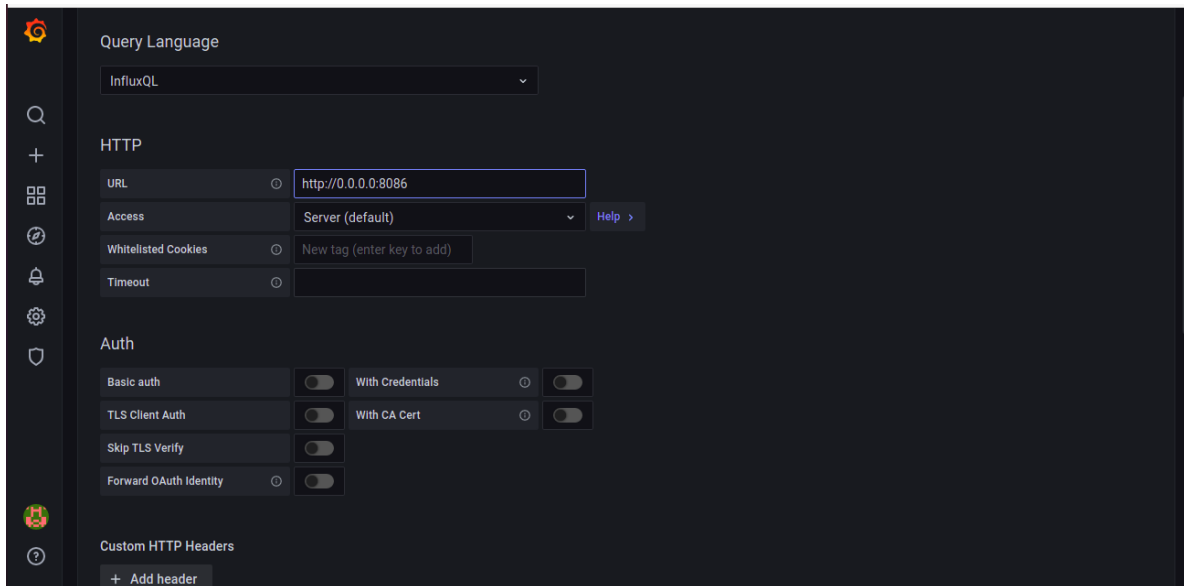 Query Language
InfluxQL
HTTP
URL http://0.0.0.0:8086
Access Server (default) Help >
Whitelisted Cookies New tag (enter key to add)
Timeout
Auth
Basic auth With Credentials
TLS Client Auth With CA Cert
Skip TLS Verify
Forward OAuth Identity
Custom HTTP Headers
+ Add header